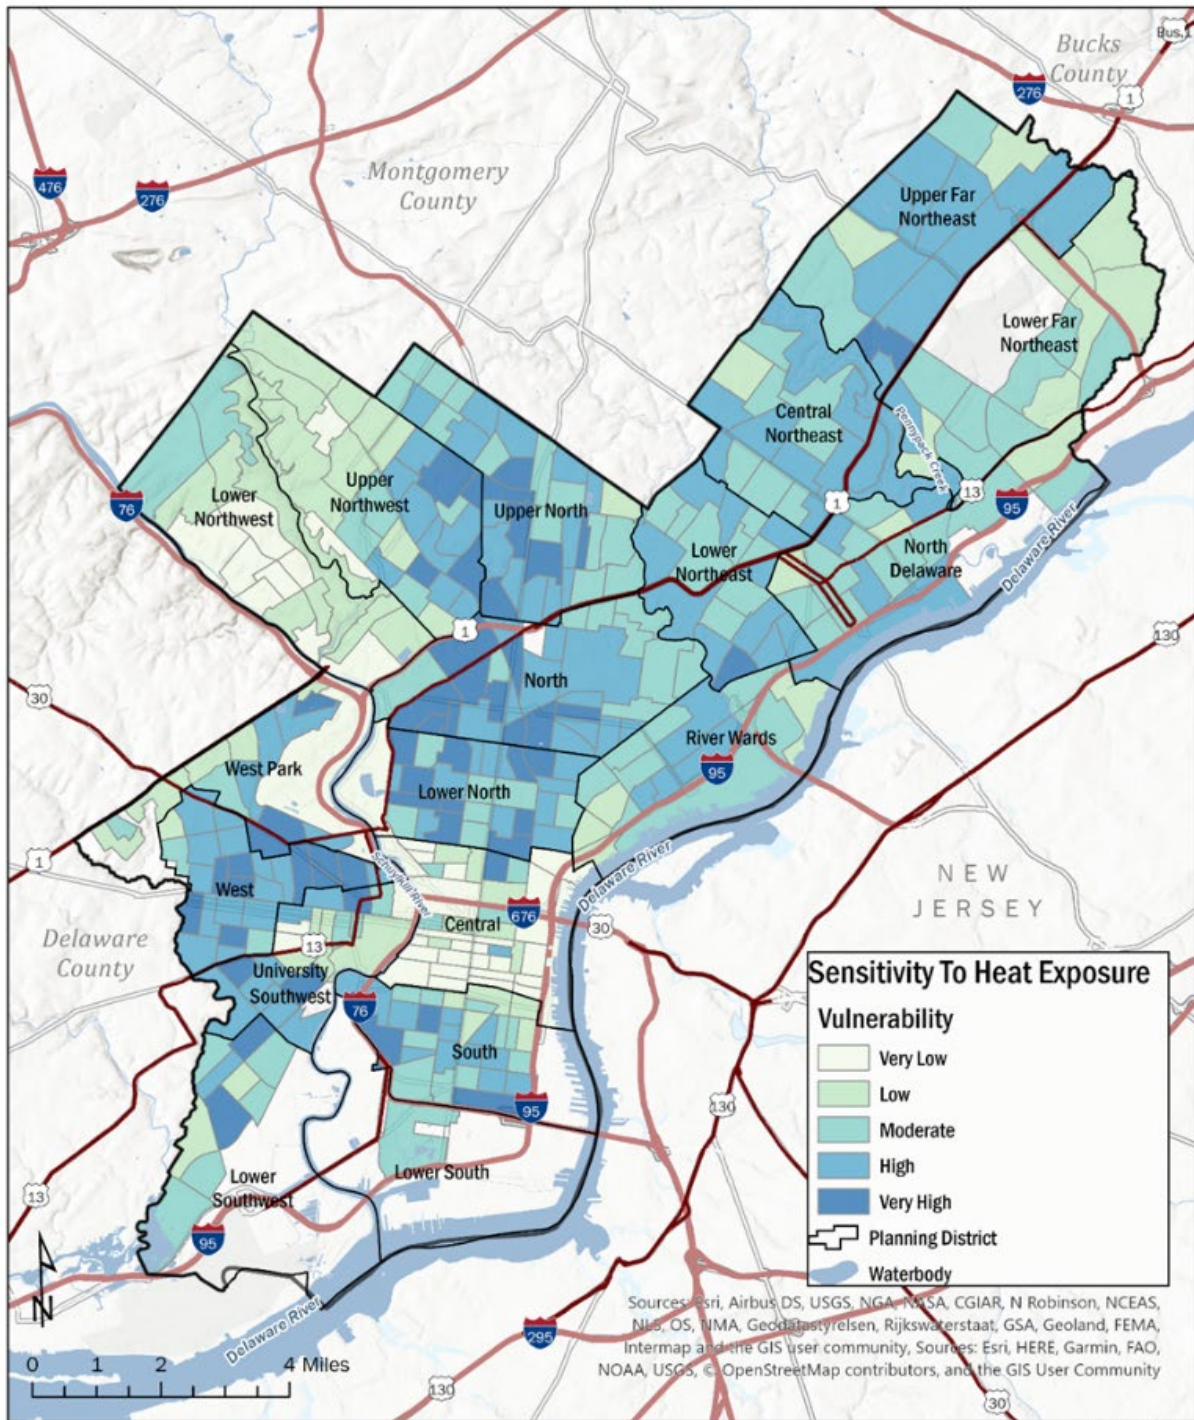 Bus.1
Bucks
County
276
1
476
276
Montgomery
County
Upper Far
Northeast
Lower Far
Northeast
Central
Northeast
Pennypack Creek
Upper
Northwest
Lower
Northwest
76
Upper North
1
13
95
Lower
Northeast
North
Delaware
Delaware River
1
130
30
North
River Wards
95
West Park
Lower North
1
Schuylkill River
Delaware River
West
676
Central
30
NEW
JERSEY
Delaware
County
13
University
Southwest
76
South
95
130
Lower South
Lower
Southwest
13
95
N
Delaware River
0 1 2 4 Miles
295
130
30
Sensitivity To Heat Exposure
Vulnerability
Very Low
Low
Moderate
High
Very High
Planning District
Waterbody
Sources: Esri, Airbus DS, USGS, NGA, NASA, CGIAR, N Robinson, NCEAS,
NLS, OS, NMA, Geodatastyrelsen, Rijkswaterstaat, GSA, Geoland, FEMA,
Intermap and the GIS user community, Sources: Esri, HERE, Garmin, FAO,
NOAA, USGS, © OpenStreetMap contributors, and the GIS User Community